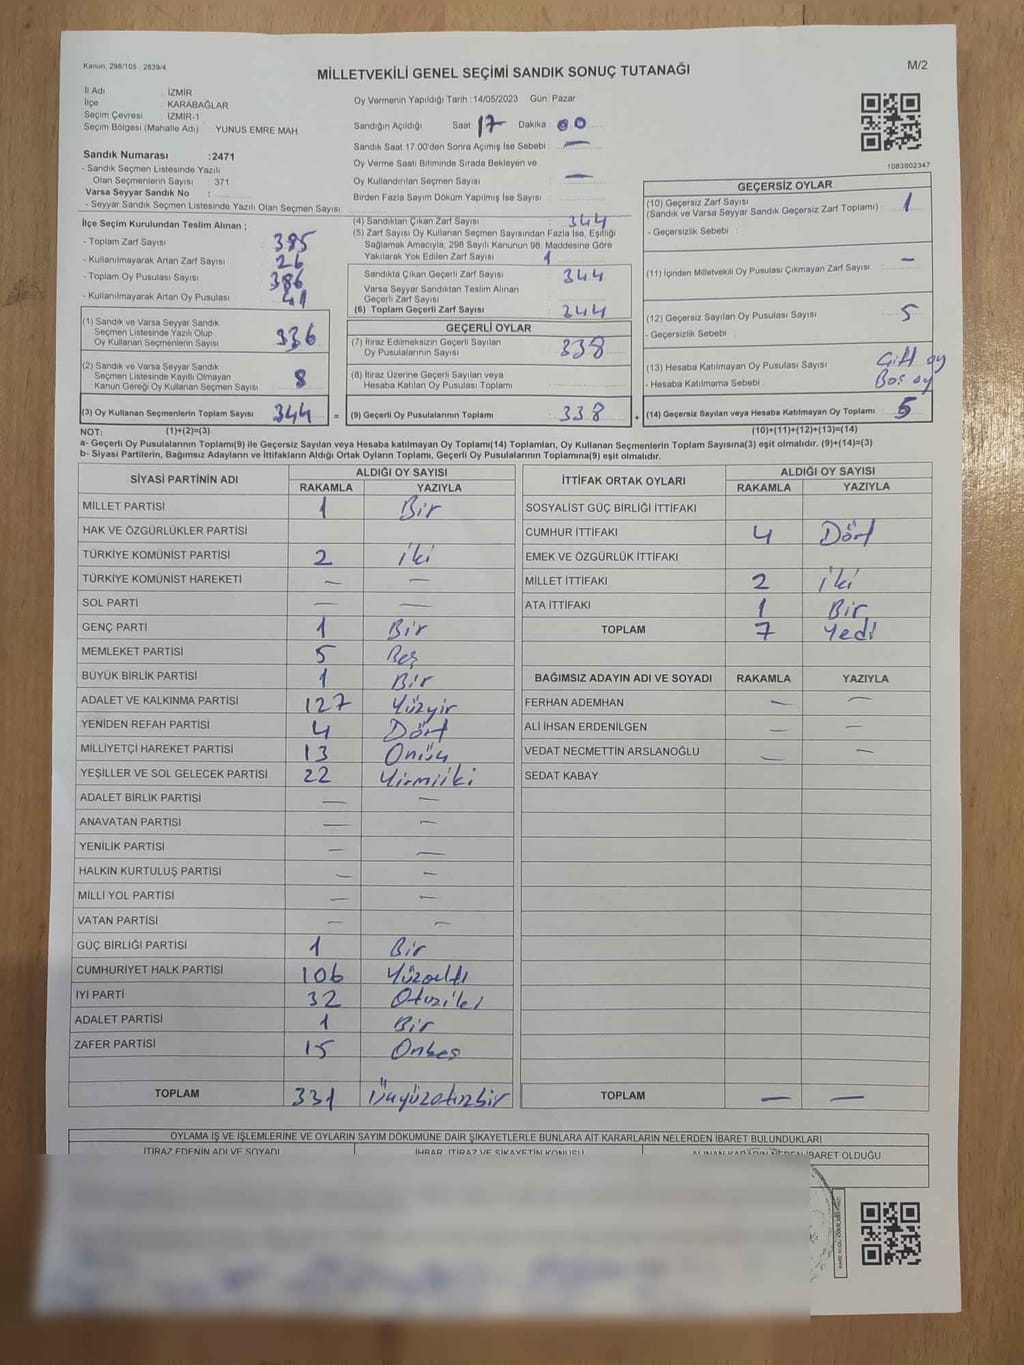 Kanun: 298/105 , 2839/4
M/2
MİLLETVEKİLİ GENEL SEÇİMİ SANDIK SONUÇ TUTANAĞI
İl Adı : İZMİR
İlçe : KARABAĞLAR
Seçim Çevresi : İZMİR-1
Seçim Bölgesi (Mahalle Adı) : YUNUS EMRE MAH
Sandık Numarası :2471
- Sandık Seçmen Listesinde Yazılı
Olan Seçmenlerin Sayısı : 371
Varsa Seyyar Sandık No :
- Seyyar Sandık Seçmen Listesinde Yazılı Olan Seçmen Sayısı:
Oy Vermenin Yapıldığı Tarih :14/05/2023 Gün: Pazar
Sandığın Açıldığı Saat 17 Dakika 00
Sandık Saat 17:00'den Sonra Açımış İse Sebebi : —
Oy Verme Saati Bitiminde Sırada Bekleyen ve
Oy Kullandırılan Seçmen Sayısı : —
Birden Fazla Sayım Döküm Yapılmış İse Sayısı :
1083802347
İlçe Seçim Kurulundan Teslim Alınan ;
- Toplam Zarf Sayısı : 385
- Kullanılmayarak Artan Zarf Sayısı : 26
- Toplam Oy Pusulası Sayısı : 386
- Kullanılmayarak Artan Oy Pusulası : 41
(1) Sandık ve Varsa Seyyar Sandık
Seçmen Listesinde Yazılı Olup
Oy Kullanan Seçmenlerin Sayısı 336
(2) Sandık ve Varsa Seyyar Sandık
Seçmen Listesinde Kayıtlı Olmayan
Kanun Gereği Oy Kullanan Seçmen Sayısı 8
(3) Oy Kullanan Seçmenlerin Toplam Sayısı 344 =
(4) Sandıktan Çıkan Zarf Sayısı : 344
(5) Zarf Sayısı Oy Kullanan Seçmen Sayısından Fazla İse, Eşitliği
Sağlamak Amacıyla, 298 Sayılı Kanunun 98. Maddesine Göre
Yakılarak Yok Edilen Zarf Sayısı : 1
Sandıkta Çıkan Geçerli Zarf Sayısı : 344
Varsa Seyyar Sandıktan Teslim Alınan
Geçerli Zarf Sayısı :
(6) Toplam Geçerli Zarf Sayısı : 344
GEÇERLİ OYLAR
(7) İtiraz Edilmeksizin Geçerli Sayılan
Oy Pusulalarının Sayısı : 338
(8) İtiraz Üzerine Geçerli Sayılan veya
Hesaba Katılan Oy Pusulası Toplamı :
(9) Geçerli Oy Pusulalarının Toplamı : 338 +
GEÇERSİZ OYLAR
(10) Geçersiz Zarf Sayısı
(Sandık ve Varsa Seyyar Sandık Geçersiz Zarf Toplamı) : 1
- Geçersizlik Sebebi :
(11) İçinden Milletvekili Oy Pusulası Çıkmayan Zarf Sayısı : —
(12) Geçersiz Sayılan Oy Pusulası Sayısı : 5
- Geçersizlik Sebebi :
(13) Hesaba Katılmayan Oy Pusulası Sayısı : Çift oy
- Hesaba Katılmama Sebebi : Boş oy
(14) Geçersiz Sayılan veya Hesaba Katılmayan Oy Toplamı : 5
NOT: (1)+(2)=(3) (10)+(11)+(12)+(13)=(14)
a- Geçerli Oy Pusulalarının Toplamı(9) ile Geçersiz Sayılan veya Hesaba katılmayan Oy Toplamı(14) Toplamları, Oy Kullanan Seçmenlerin Toplam Sayısına(3) eşit olmalıdır. (9)+(14)=(3)
b- Siyasi Partilerin, Bağımsız Adayların ve İttifakların Aldığı Ortak Oyların Toplamı, Geçerli Oy Pusulalarının Toplamına(9) eşit olmalıdır.
SİYASİ PARTİNİN ADI ALDIĞI OY SAYISI
RAKAMLA YAZIYLA
MİLLET PARTİSİ 1 Bir
HAK VE ÖZGÜRLÜKLER PARTİSİ
TÜRKİYE KOMÜNİST PARTİSİ 2 İki
TÜRKİYE KOMÜNİST HAREKETİ — —
SOL PARTİ — —
GENÇ PARTİ 1 Bir
MEMLEKET PARTİSİ 5 Beş
BÜYÜK BİRLİK PARTİSİ 1 Bir
ADALET VE KALKINMA PARTİSİ 127 Yüzyir
YENİDEN REFAH PARTİSİ 4 Dört
MİLLİYETÇİ HAREKET PARTİSİ 13 Onüç
YEŞİLLER VE SOL GELECEK PARTİSİ 22 Yirmiiki
ADALET BİRLİK PARTİSİ — —
ANAVATAN PARTİSİ — —
YENİLİK PARTİSİ — —
HALKIN KURTULUŞ PARTİSİ — —
MİLLİ YOL PARTİSİ — —
VATAN PARTİSİ — —
GÜÇ BİRLİĞİ PARTİSİ 1 Bir
CUMHURİYET HALK PARTİSİ 106 Yüzaltı
İYİ PARTİ 32 Otuziki
ADALET PARTİSİ 1 Bir
ZAFER PARTİSİ 15 Onbeş
TOPLAM 331 Üçyüzotuzbir
İTTİFAK ORTAK OYLARI ALDIĞI OY SAYISI
RAKAMLA YAZIYLA
SOSYALİST GÜÇ BİRLİĞİ İTTİFAKI
CUMHUR İTTİFAKI 4 Dört
EMEK VE ÖZGÜRLÜK İTTİFAKI
MİLLET İTTİFAKI 2 İki
ATA İTTİFAKI 1 Bir
TOPLAM 7 Yedi
BAĞIMSIZ ADAYIN ADI VE SOYADI RAKAMLA YAZIYLA
FERHAN ADEMHAN — —
ALİ İHSAN ERDENİLGEN — —
VEDAT NECMETTİN ARSLANOĞLU — —
SEDAT KABAY
TOPLAM — —
OYLAMA İŞ VE İŞLEMLERİNE VE OYLARIN SAYIM DÖKÜMÜNE DAİR ŞİKAYETLERLE BUNLARA AİT KARARLARIN NELERDEN İBARET BULUNDUKLARI
İTİRAZ EDENİN ADI VE SOYADI İHBAR, İTİRAZ VE ŞİKAYETİN KONUSU ALINAN KARARIN NEDEN İBARET OLDUĞU